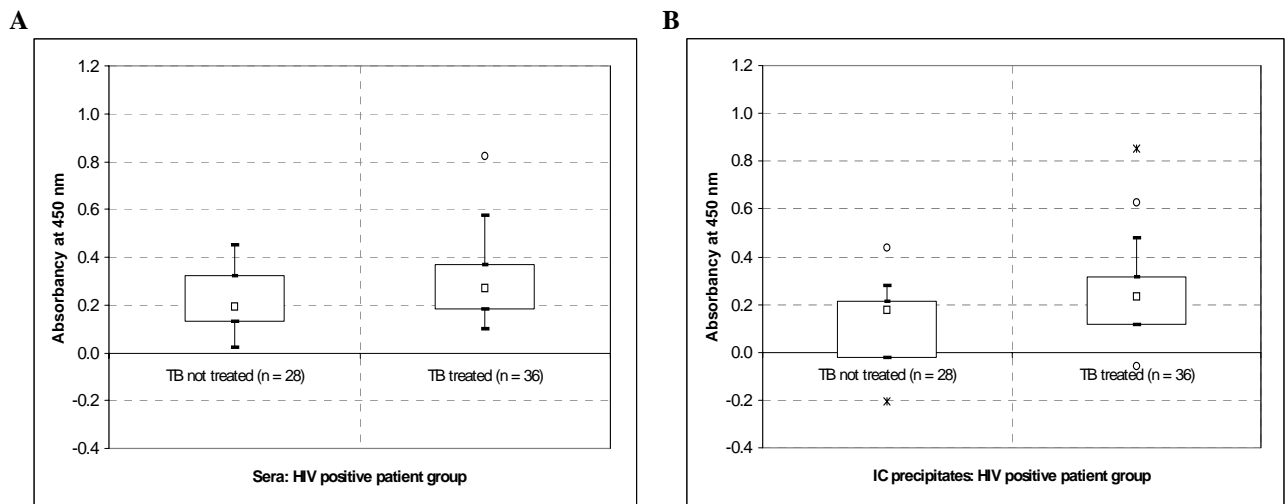 A
1.2
1.0
0.8
0.6
0.4
0.2
0.0
-0.2
-0.4
Absorbancy at 450 nm
TB not treated (n = 28)
TB treated (n = 36)
Sera: HIV positive patient group
B
1.2
1.0
0.8
0.6
0.4
0.2
0.0
-0.2
-0.4
Absorbancy at 450 nm
TB not treated (n = 28)
TB treated (n = 36)
IC precipitates: HIV positive patient group